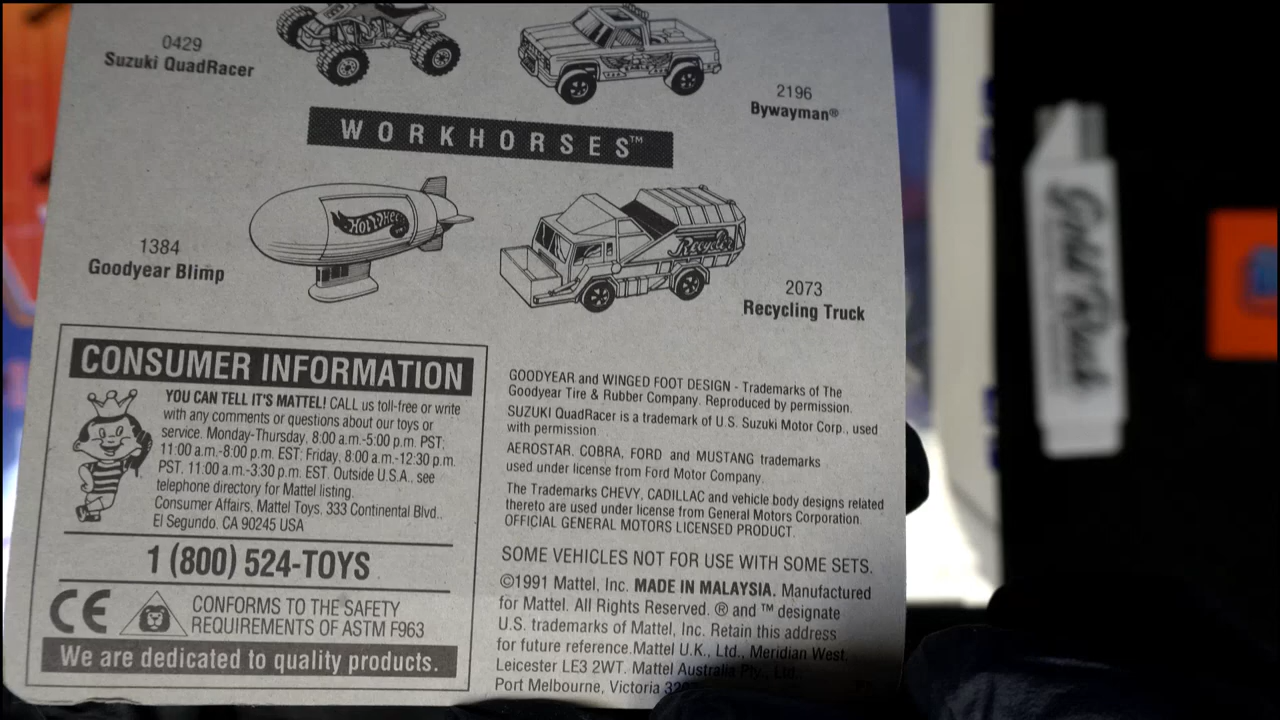 0429
Suzuki QuadRacer
2196
Bywayman®
WORKHORSES™
HOT WHEELS
1384
Goodyear Blimp
Recycler
2073
Recycling Truck
CONSUMER INFORMATION
YOU CAN TELL IT'S MATTEL! CALL us toll-free or write
with any comments or questions about our toys or
service. Monday-Thursday, 8:00 a.m.-5:00 p.m. PST;
11:00 a.m.-8:00 p.m. EST: Friday, 8:00 a.m.-12:30 p.m.
PST, 11:00 a.m.-3:30 p.m. EST. Outside U.S.A., see
telephone directory for Mattel listing.
Consumer Affairs, Mattel Toys, 333 Continental Blvd.,
El Segundo, CA 90245 USA
1 (800) 524-TOYS
CE
CONFORMS TO THE SAFETY
REQUIREMENTS OF ASTM F963
We are dedicated to quality products.
GOODYEAR and WINGED FOOT DESIGN - Trademarks of The
Goodyear Tire & Rubber Company. Reproduced by permission.
SUZUKI QuadRacer is a trademark of U.S. Suzuki Motor Corp., used
with permission.
AEROSTAR, COBRA, FORD and MUSTANG trademarks
used under license from Ford Motor Company.
The Trademarks CHEVY, CADILLAC and vehicle body designs related
thereto are used under license from General Motors Corporation.
OFFICIAL GENERAL MOTORS LICENSED PRODUCT.
SOME VEHICLES NOT FOR USE WITH SOME SETS.
©1991 Mattel, Inc. MADE IN MALAYSIA. Manufactured
for Mattel. All Rights Reserved. ® and ™ designate
U.S. trademarks of Mattel, Inc. Retain this address
for future reference.Mattel U.K., Ltd., Meridian West,
Leicester LE3 2WT. Mattel Australia Pty., Ltd.,
Port Melbourne, Victoria
Gold Rush